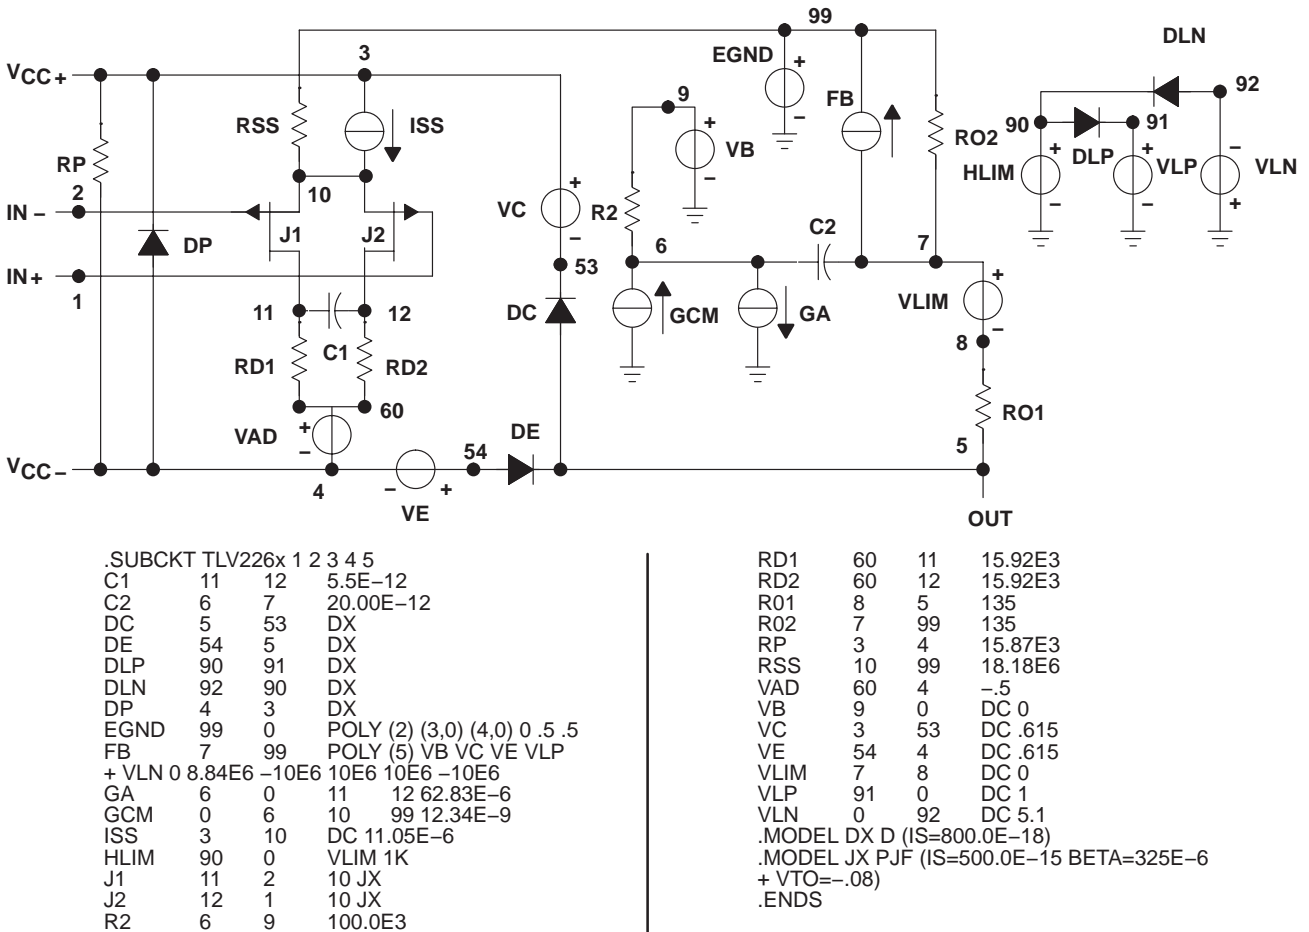 99
DLN
3
EGND
+
VCC+
92
9
FB
RSS
ISS
+
RO2
90
91
RP
VB
DLP
–
+
+
–
HLIM
VLP
VLN
2
10
–
–
+
IN –
VC
+
R2
C2
J1
J2
–
DP
6
7
IN+
53
+
1
GCM
GA
VLIM
11
12
DC
–
C1
8
RD1
RD2
60
RO1
VAD
+
DE
–
54
5
VCC –
4
–
+
VE
OUT
.SUBCKT TLV226x 1 2 3 4 5
C1 11 12 5.5E–12
C2 6 7 20.00E–12
DC 5 53 DX
DE 54 5 DX
DLP 90 91 DX
DLN 92 90 DX
DP 4 3 DX
EGND 99 0 POLY (2) (3,0) (4,0) 0 .5 .5
FB 7 99 POLY (5) VB VC VE VLP
+ VLN 0 8.84E6 –10E6 10E6 10E6 –10E6
GA 6 0 11 12 62.83E–6
GCM 0 6 10 99 12.34E–9
ISS 3 10 DC 11.05E–6
HLIM 90 0 VLIM 1K
J1 11 2 10 JX
J2 12 1 10 JX
R2 6 9 100.0E3
RD1 60 11 15.92E3
RD2 60 12 15.92E3
R01 8 5 135
R02 7 99 135
RP 3 4 15.87E3
RSS 10 99 18.18E6
VAD 60 4 –.5
VB 9 0 DC 0
VC 3 53 DC .615
VE 54 4 DC .615
VLIM 7 8 DC 0
VLP 91 0 DC 1
VLN 0 92 DC 5.1
.MODEL DX D (IS=800.0E–18)
.MODEL JX PJF (IS=500.0E–15 BETA=325E–6
+ VTO=–.08)
.ENDS